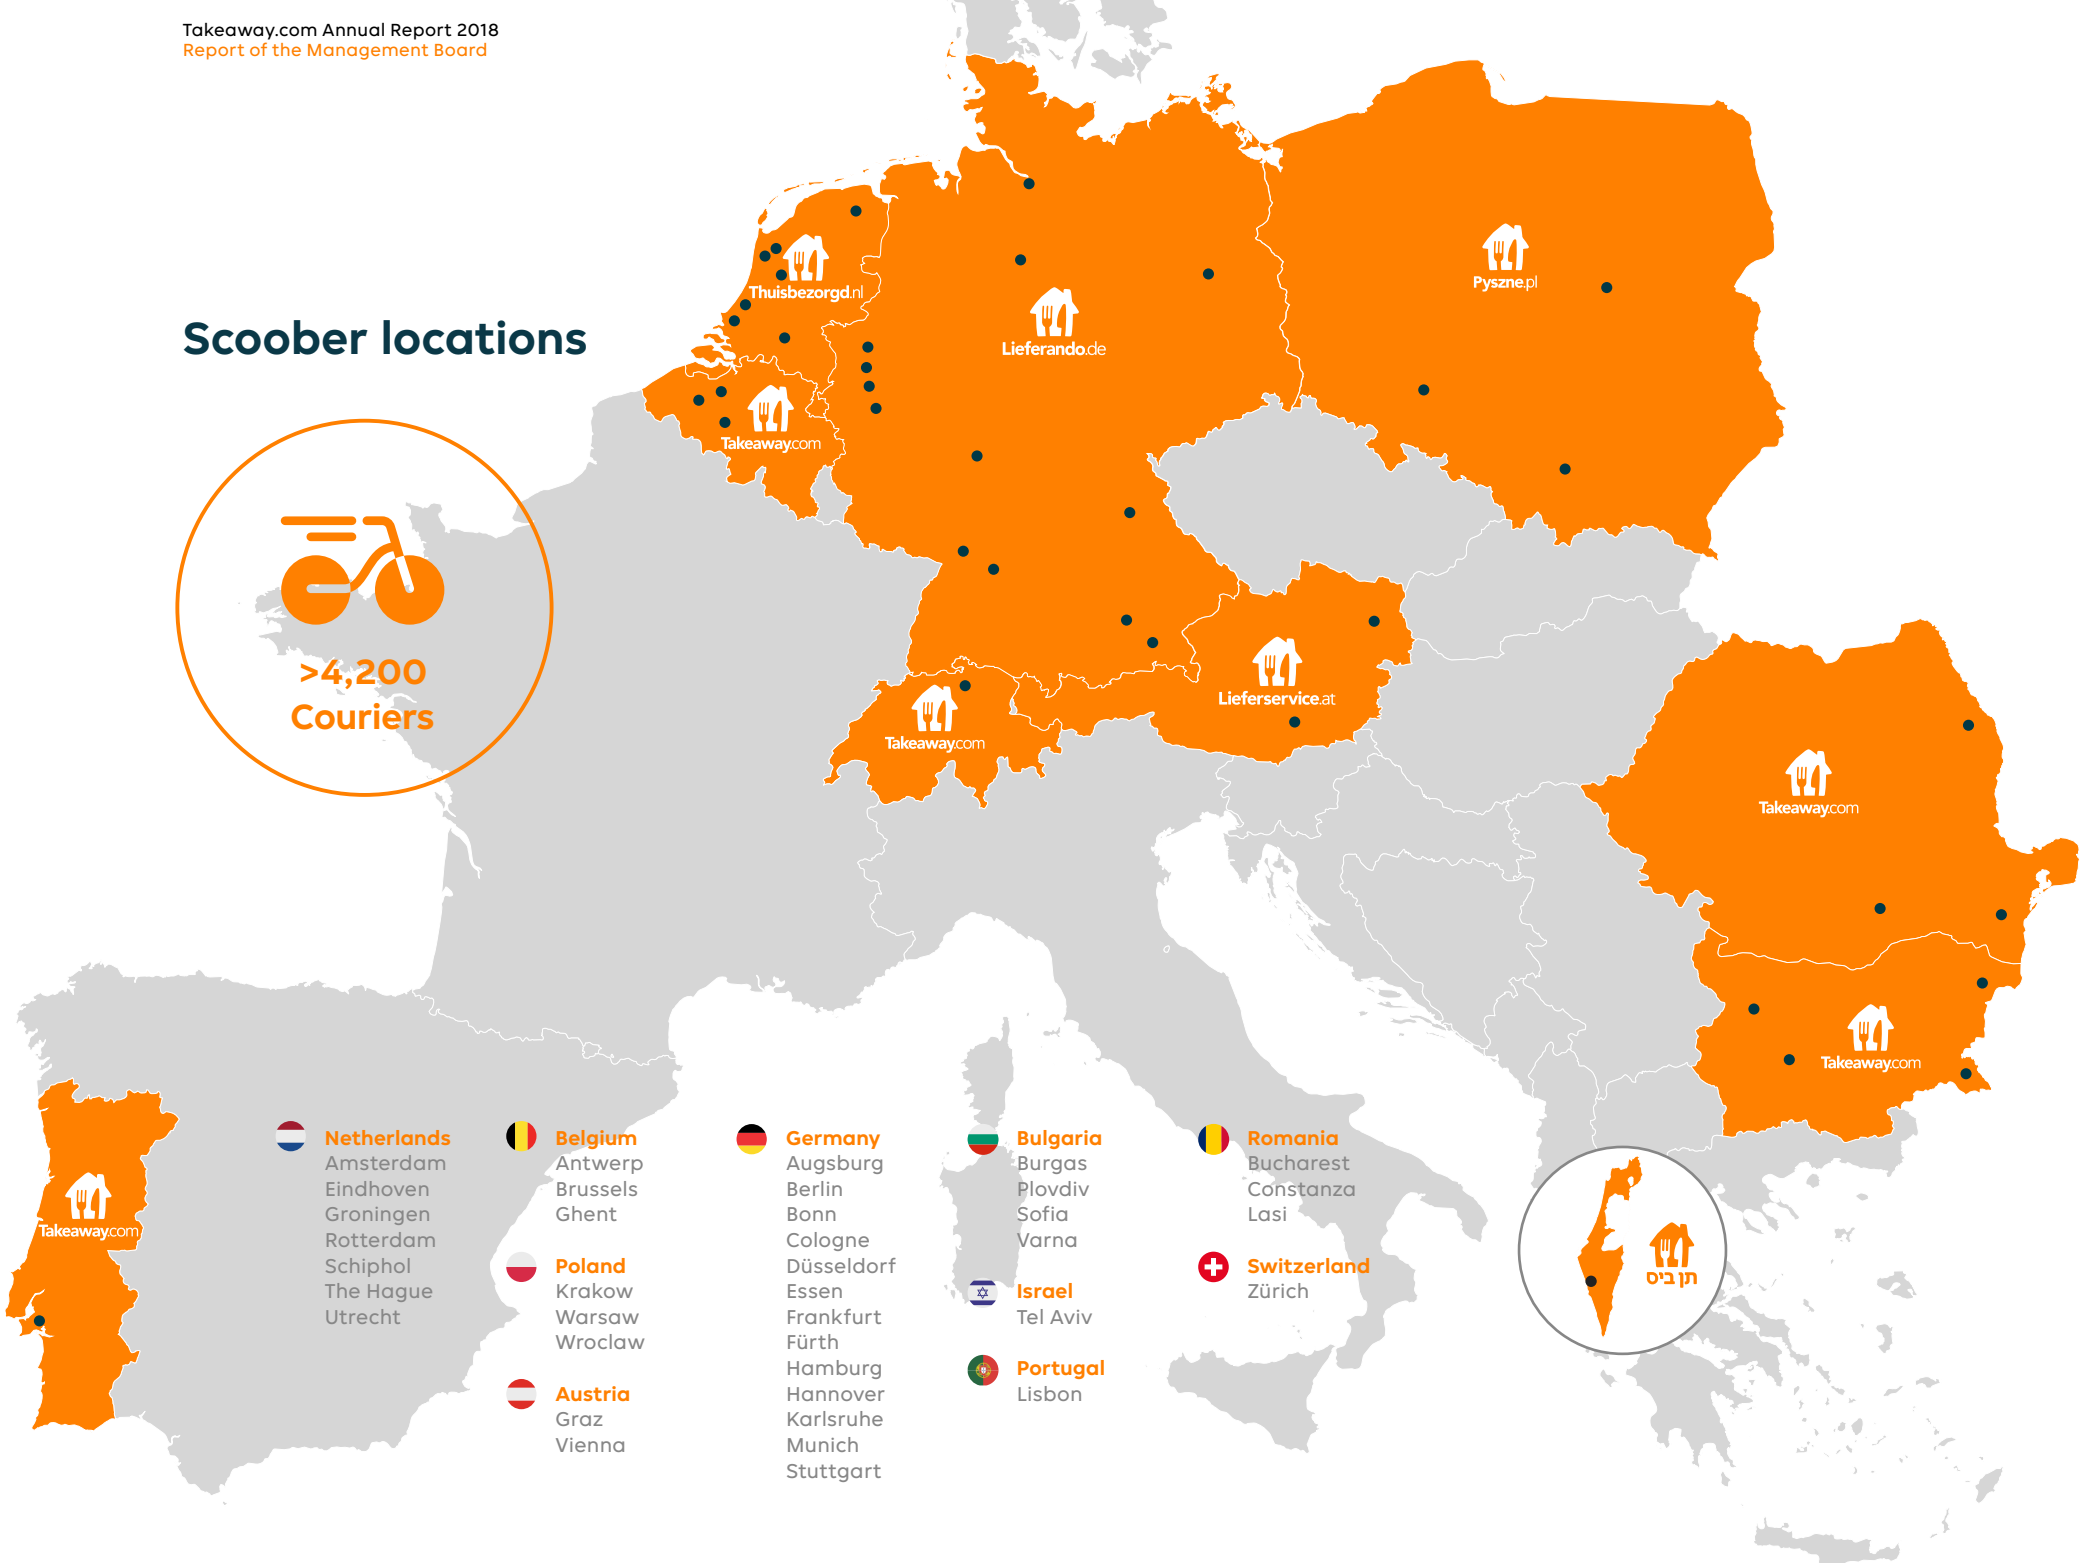 Takeaway.com Annual Report 2018
Report of the Management Board
Scoober locations
>4,200
Couriers
Thuisbezorgd.nl
Takeaway.com
Lieferando.de
Pyszne.pl
Lieferservice.at
Takeaway.com
Takeaway.com
Takeaway.com
Takeaway.com
תן ביס
Netherlands
Amsterdam
Eindhoven
Groningen
Rotterdam
Schiphol
The Hague
Utrecht
Belgium
Antwerp
Brussels
Ghent
Poland
Krakow
Warsaw
Wroclaw
Austria
Graz
Vienna
Germany
Augsburg
Berlin
Bonn
Cologne
Düsseldorf
Essen
Frankfurt
Fürth
Hamburg
Hannover
Karlsruhe
Munich
Stuttgart
Bulgaria
Burgas
Plovdiv
Sofia
Varna
Israel
Tel Aviv
Portugal
Lisbon
Romania
Bucharest
Constanza
Lasi
Switzerland
Zürich